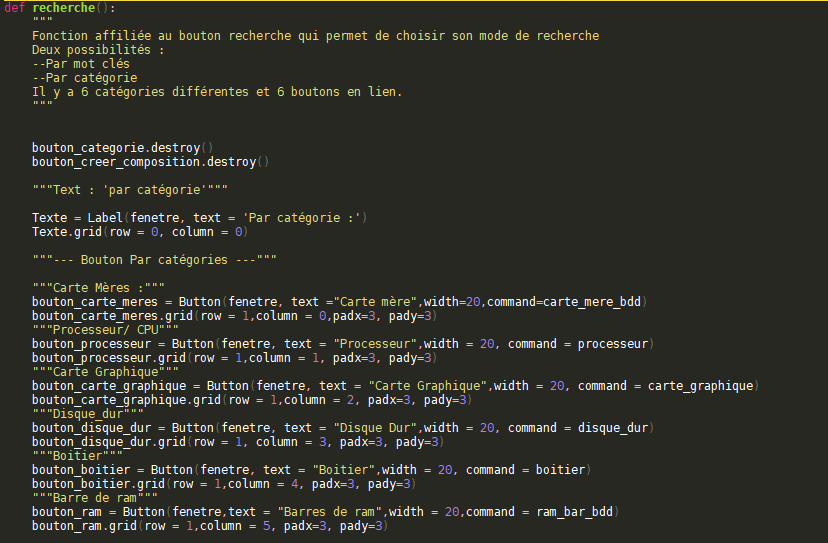 def recherche():
"""
Fonction affiliée au bouton recherche qui permet de choisir son mode de recherche
Deux possibilités :
--Par mot clés
--Par catégorie
Il y a 6 catégories différentes et 6 boutons en lien.
"""
bouton_categorie.destroy()
bouton_creer_composition.destroy()
"""Text : 'par catégorie'"""
Texte = Label(fenetre, text = 'Par catégorie :')
Texte.grid(row = 0, column = 0)
"""--- Bouton Par catégories ---"""
"""Carte Mères :"""
bouton_carte_meres = Button(fenetre, text ="Carte mère",width=20,command=carte_mere_bdd)
bouton_carte_meres.grid(row = 1,column = 0,padx=3, pady=3)
"""Processeur/ CPU"""
bouton_processeur = Button(fenetre, text = "Processeur",width = 20, command = processeur)
bouton_processeur.grid(row = 1,column = 1, padx=3, pady=3)
"""Carte Graphique"""
bouton_carte_graphique = Button(fenetre, text = "Carte Graphique",width = 20, command = carte_graphique)
bouton_carte_graphique.grid(row = 1,column = 2, padx=3, pady=3)
"""Disque_dur"""
bouton_disque_dur = Button(fenetre, text = "Disque Dur",width = 20, command = disque_dur)
bouton_disque_dur.grid(row = 1, column = 3, padx=3, pady=3)
"""Boitier"""
bouton_boitier = Button(fenetre, text = "Boitier",width = 20, command = boitier)
bouton_boitier.grid(row = 1,column = 4, padx=3, pady=3)
"""Barre de ram"""
bouton_ram = Button(fenetre,text = "Barres de ram",width = 20,command = ram_bar_bdd)
bouton_ram.grid(row = 1,column = 5, padx=3, pady=3)